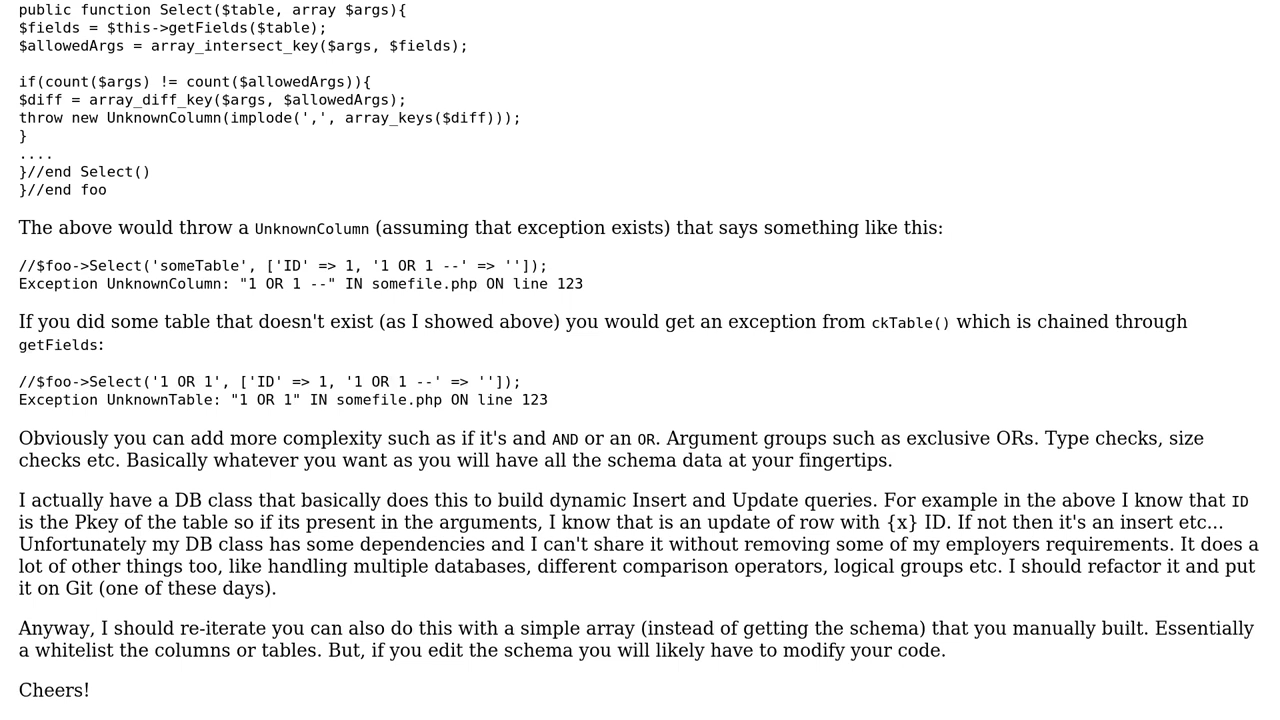 public function Select($table, array $args){
$fields = $this->getFields($table);
$allowedArgs = array_intersect_key($args, $fields);

if(count($args) != count($allowedArgs)){
$diff = array_diff_key($args, $allowedArgs);
throw new UnknownColumn(implode(',', array_keys($diff)));
}
....
}//end Select()
}//end foo
The above would throw a UnknownColumn (assuming that exception exists) that says something like this:
//$foo->Select('someTable', ['ID' => 1, '1 OR 1 --' => '']);
Exception UnknownColumn: "1 OR 1 --" IN somefile.php ON line 123
If you did some table that doesn't exist (as I showed above) you would get an exception from ckTable() which is chained through
getFields:
//$foo->Select('1 OR 1', ['ID' => 1, '1 OR 1 --' => '']);
Exception UnknownTable: "1 OR 1" IN somefile.php ON line 123
Obviously you can add more complexity such as if it's and AND or an OR. Argument groups such as exclusive ORs. Type checks, size
checks etc. Basically whatever you want as you will have all the schema data at your fingertips.
I actually have a DB class that basically does this to build dynamic Insert and Update queries. For example in the above I know that ID
is the Pkey of the table so if its present in the arguments, I know that is an update of row with {x} ID. If not then it's an insert etc...
Unfortunately my DB class has some dependencies and I can't share it without removing some of my employers requirements. It does a
lot of other things too, like handling multiple databases, different comparison operators, logical groups etc. I should refactor it and put
it on Git (one of these days).
Anyway, I should re-iterate you can also do this with a simple array (instead of getting the schema) that you manually built. Essentially
a whitelist the columns or tables. But, if you edit the schema you will likely have to modify your code.
Cheers!